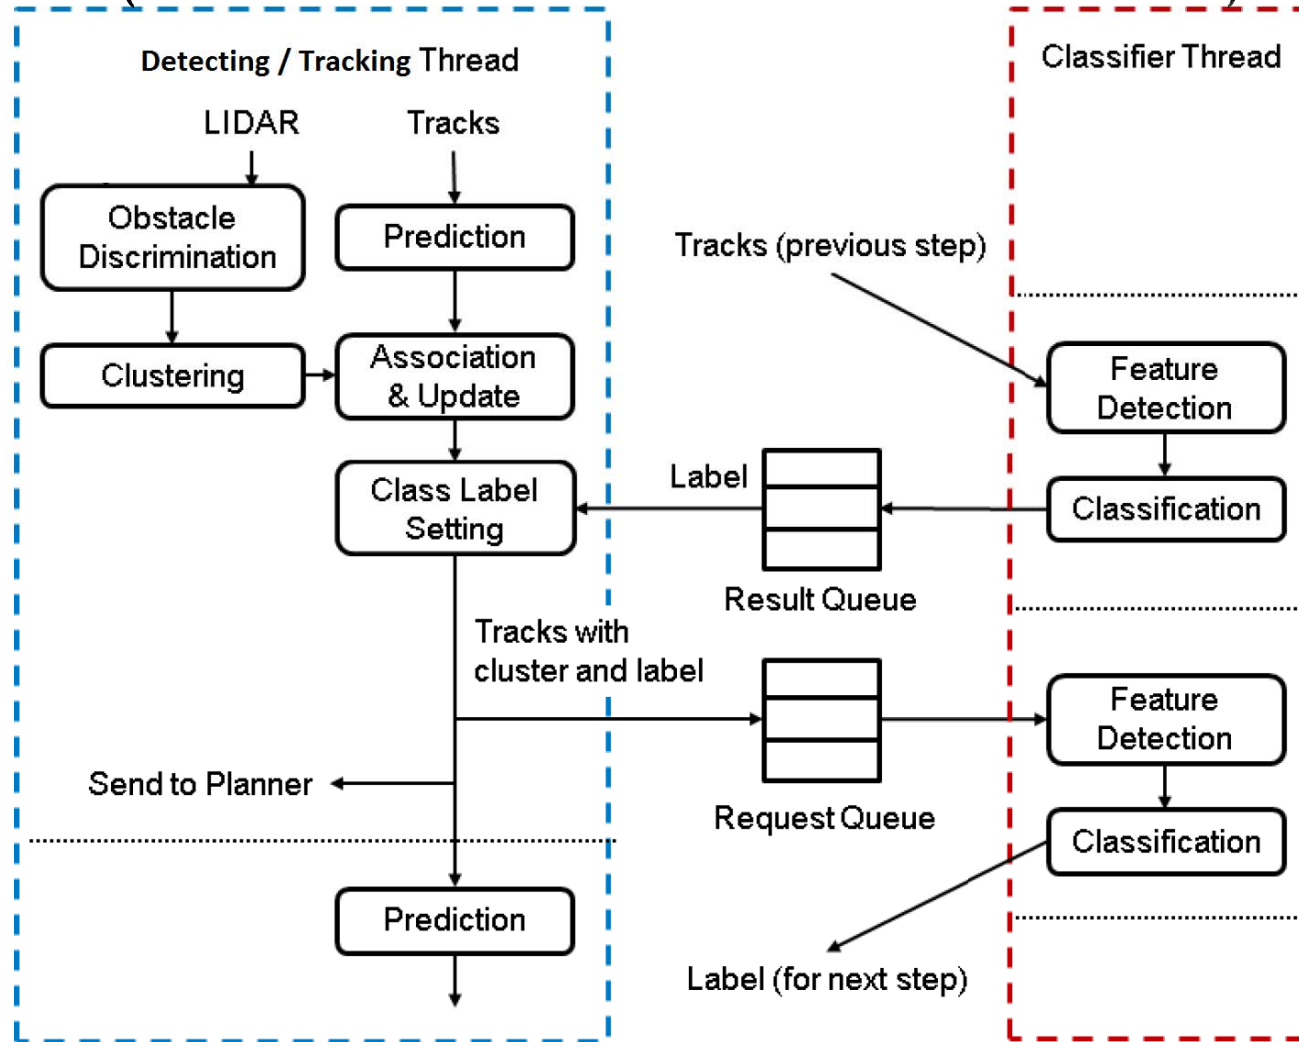 Detecting / Tracking Thread
LIDAR
Tracks
Obstacle
Discrimination
Prediction
Clustering
Association
& Update
Class Label
Setting
Tracks with
cluster and label
Send to Planner
Prediction
Tracks (previous step)
Label
Result Queue
Request Queue
Label (for next step)
Classifier Thread
Feature
Detection
Classification
Feature
Detection
Classification